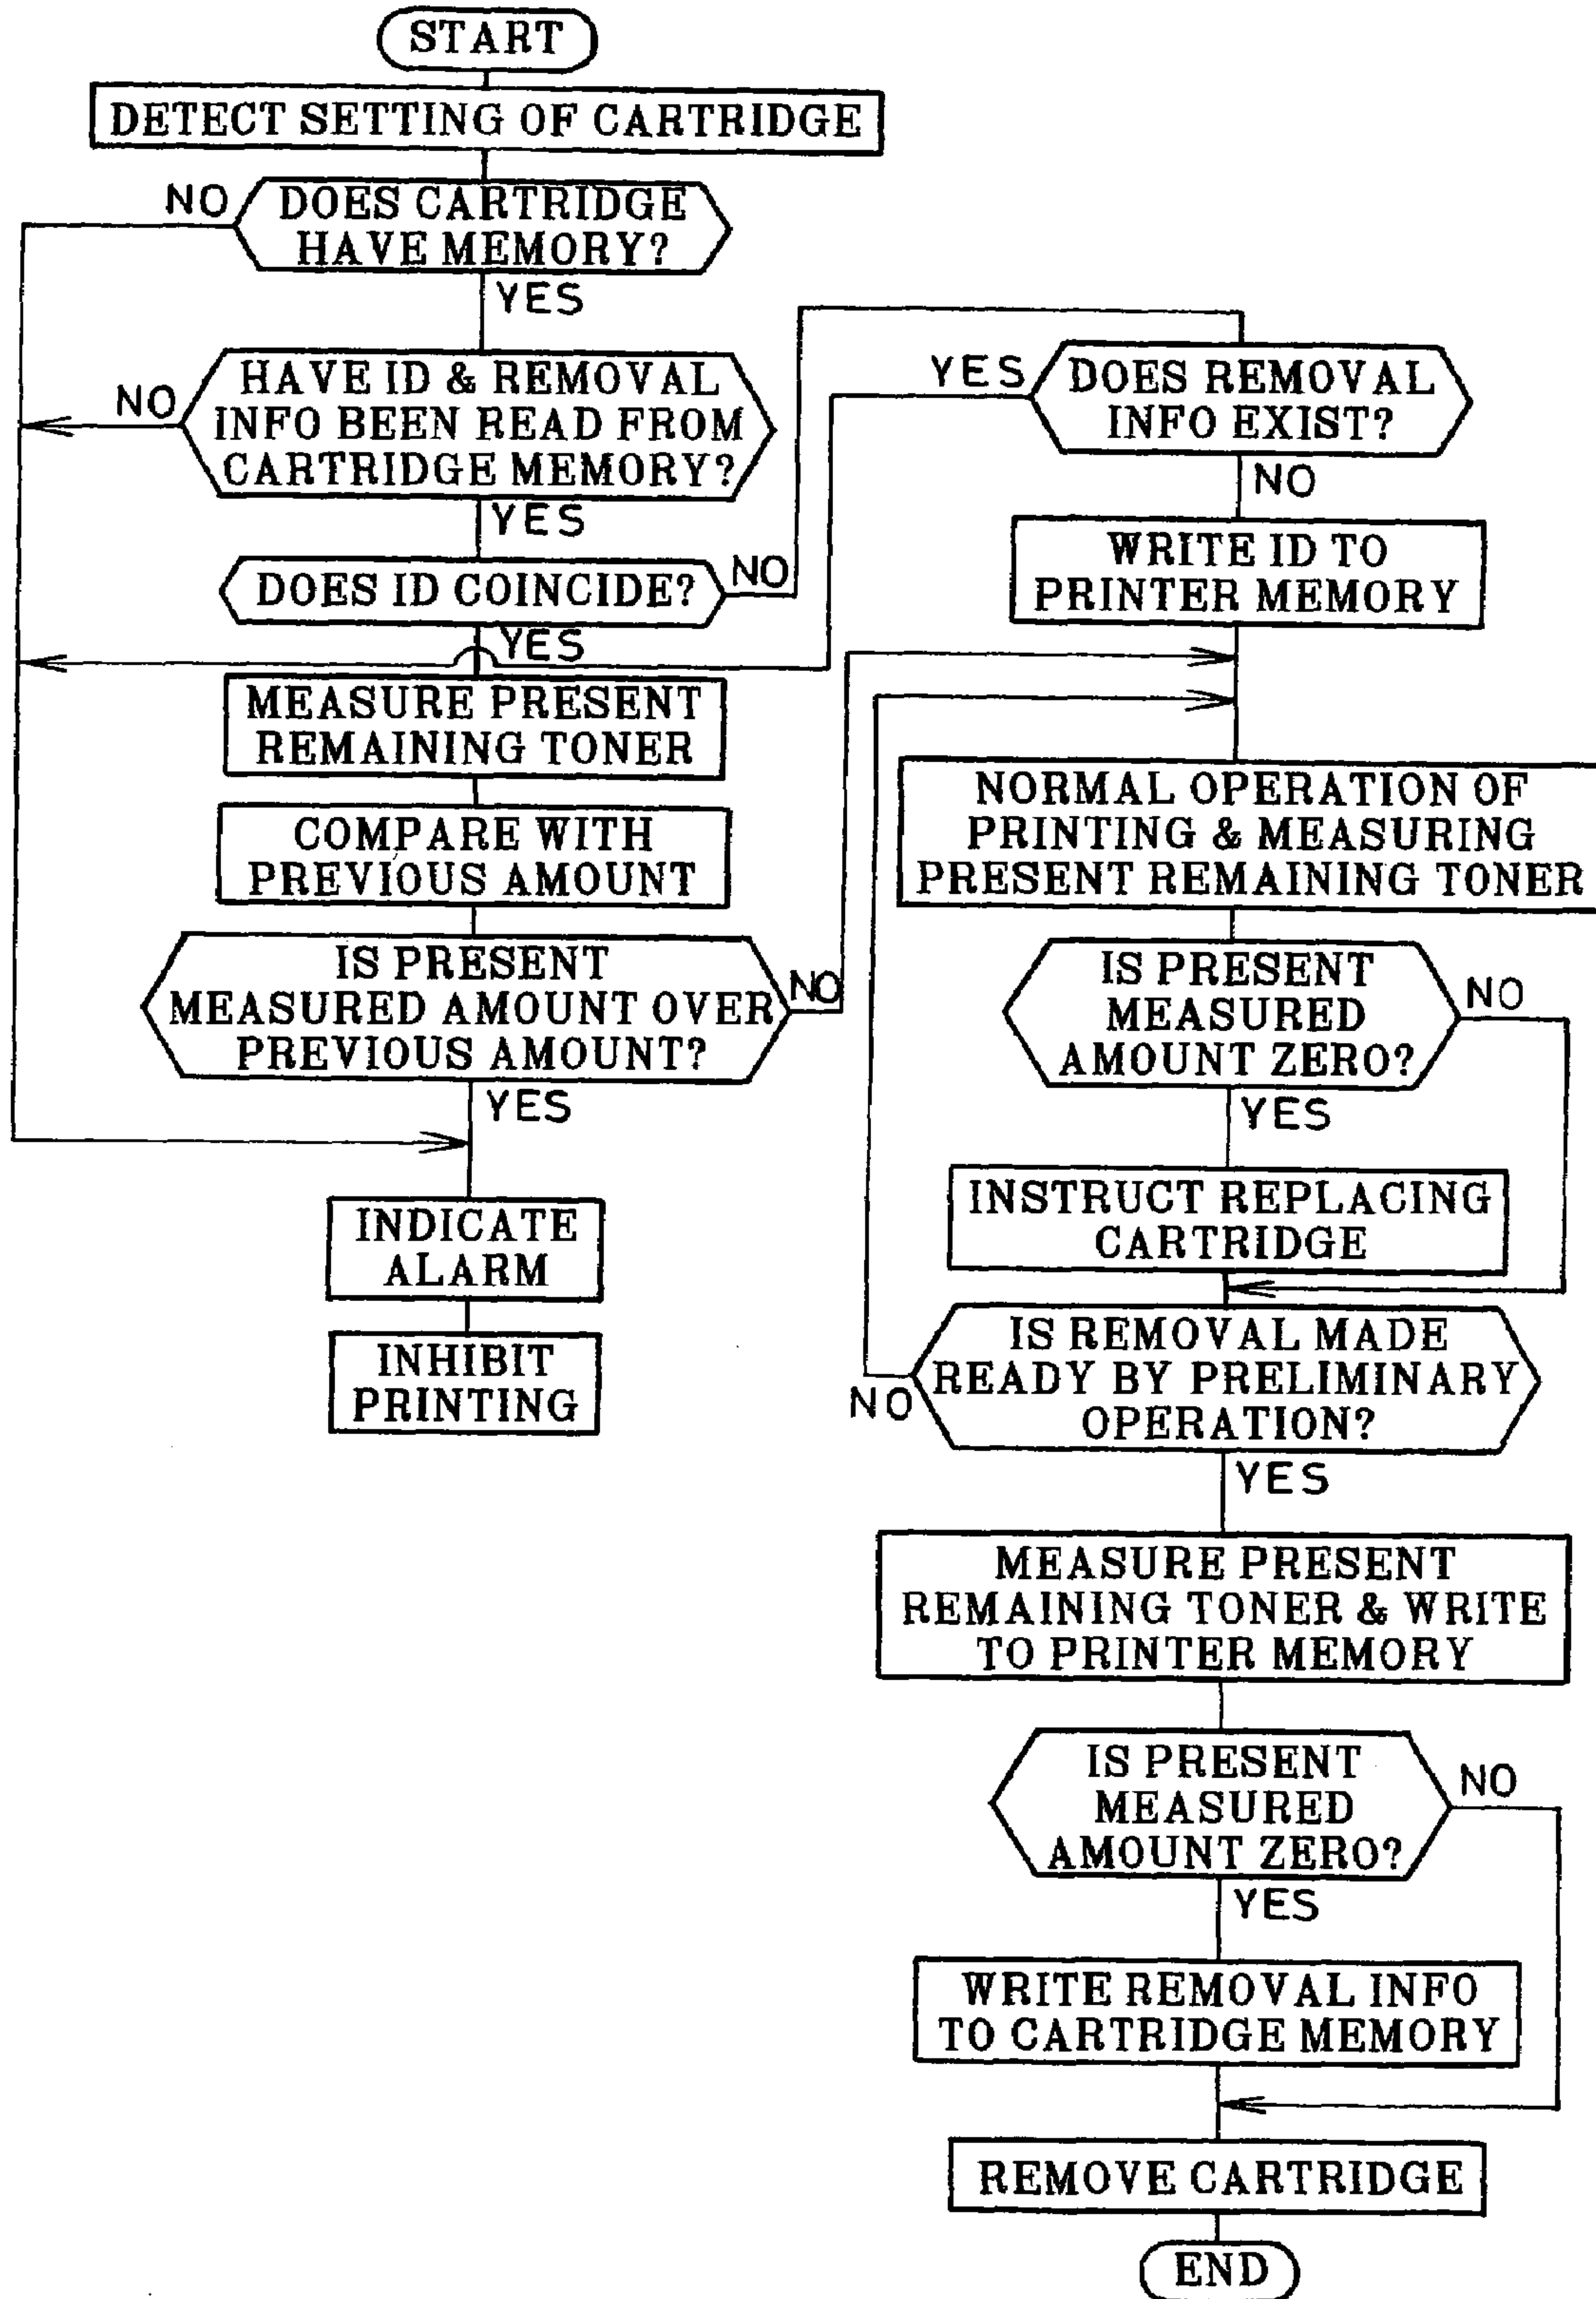 START
DETECT SETTING OF CARTRIDGE
NO
DOES CARTRIDGE
HAVE MEMORY?
YES
HAVE ID & REMOVAL
INFO BEEN READ FROM
CARTRIDGE MEMORY?
NO
YES
DOES ID COINCIDE?
NO
YES
MEASURE PRESENT
REMAINING TONER
COMPARE WITH
PREVIOUS AMOUNT
IS PRESENT
MEASURED AMOUNT OVER
PREVIOUS AMOUNT?
NO
YES
INDICATE
ALARM
INHIBIT
PRINTING
YES
DOES REMOVAL
INFO EXIST?
NO
WRITE ID TO
PRINTER MEMORY
NORMAL OPERATION OF
PRINTING & MEASURING
PRESENT REMAINING TONER
IS PRESENT
MEASURED
AMOUNT ZERO?
NO
YES
INSTRUCT REPLACING
CARTRIDGE
IS REMOVAL MADE
READY BY PRELIMINARY
OPERATION?
NO
YES
MEASURE PRESENT
REMAINING TONER & WRITE
TO PRINTER MEMORY
IS PRESENT
MEASURED
AMOUNT ZERO?
NO
YES
WRITE REMOVAL INFO
TO CARTRIDGE MEMORY
REMOVE CARTRIDGE
END